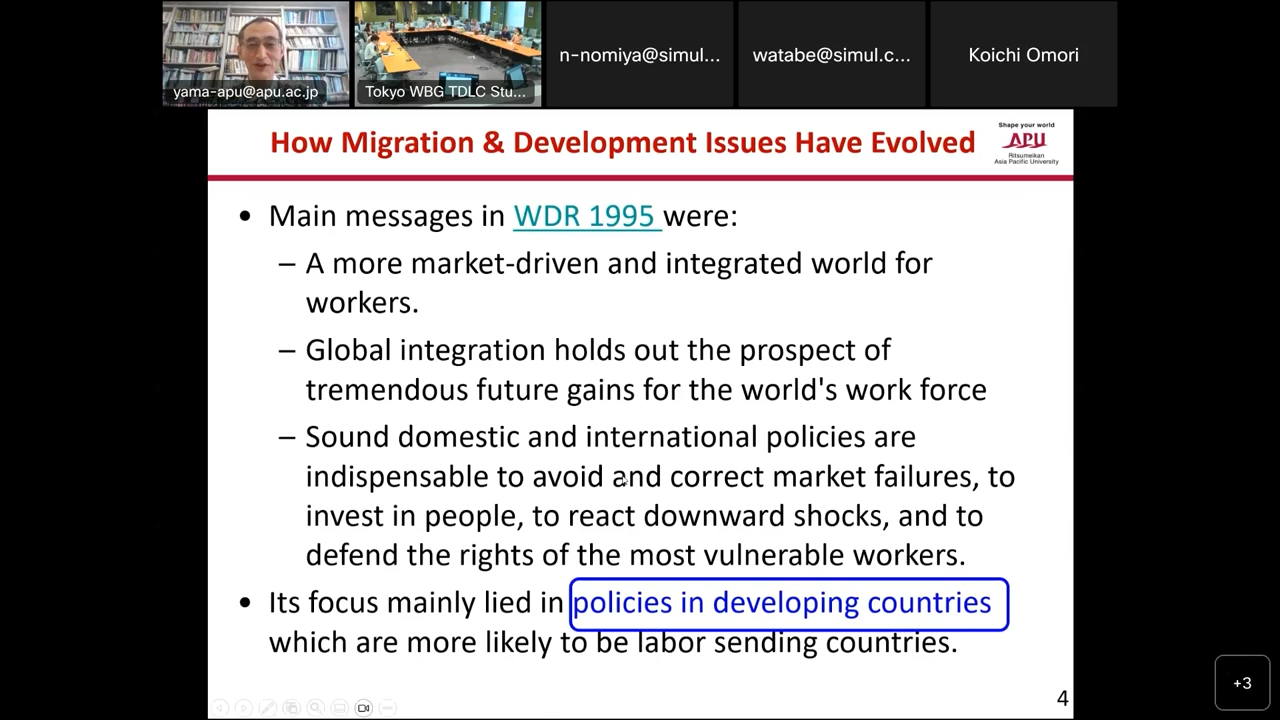 yama-apu@apu.ac.jp
Tokyo WBG TDLC Stu...
n-nomiya@simul...
watabe@simul.c...
Koichi Omori
How Migration & Development Issues Have Evolved
Shape your world
APU
Ritsumeikan
Asia Pacific University
• Main messages in WDR 1995 were:
– A more market-driven and integrated world for
workers.
– Global integration holds out the prospect of
tremendous future gains for the world's work force
– Sound domestic and international policies are
indispensable to avoid and correct market failures, to
invest in people, to react downward shocks, and to
defend the rights of the most vulnerable workers.
• Its focus mainly lied in policies in developing countries
which are more likely to be labor sending countries.
4
+3